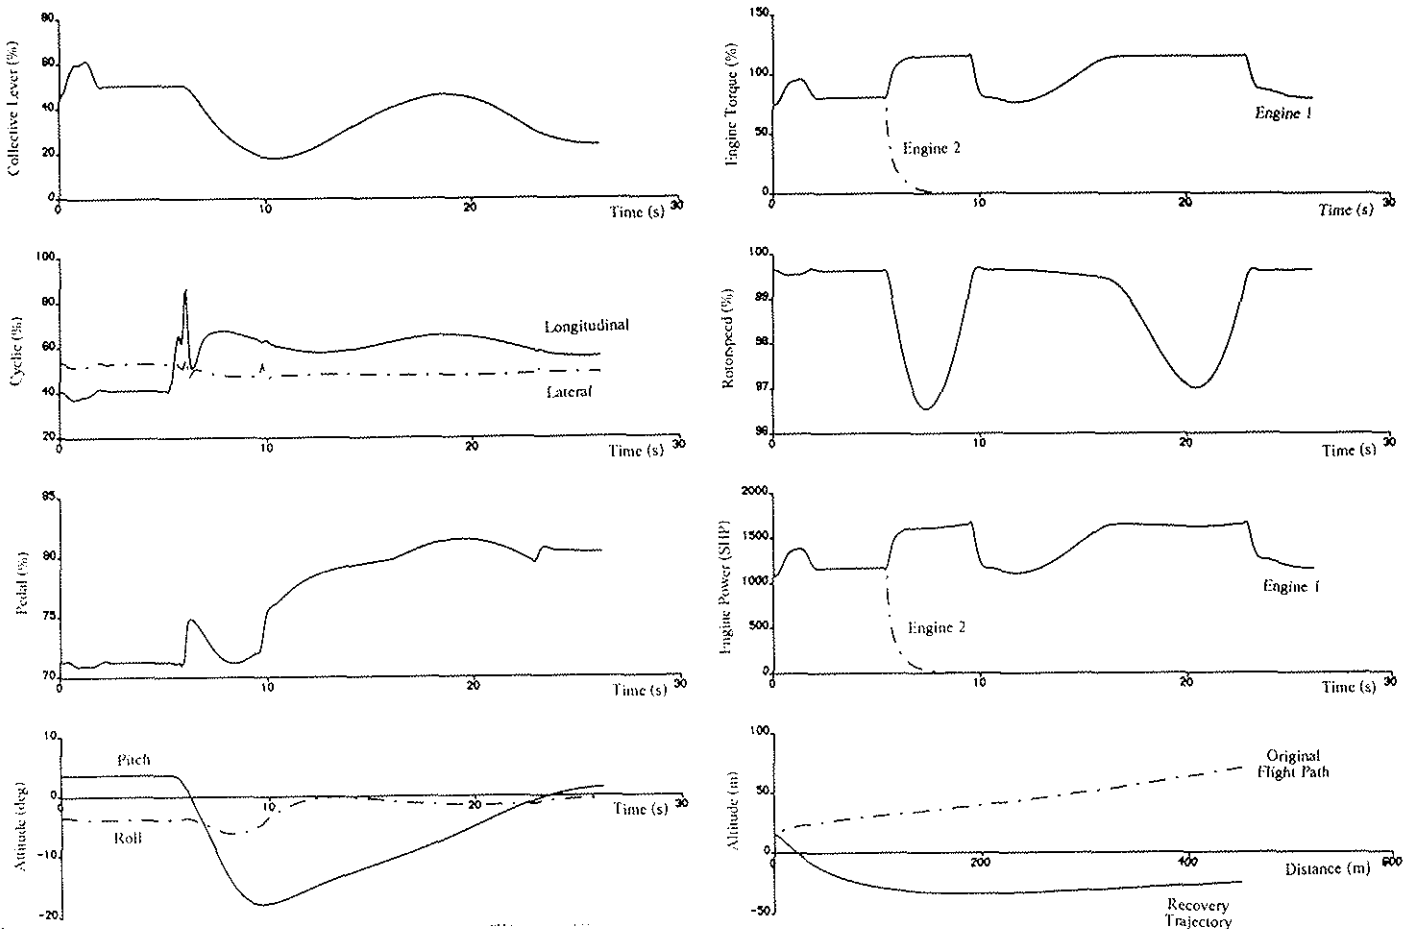 80
60
40
20
0
Collective Lever (%)
0 10 20 30
Time (s)
150
100
50
0
Engine Torque (%)
Engine 1
Engine 2
0 10 20 30
Time (s)
100
80
60
40
20
Cyclic (%)
Longitudinal
Lateral
0 10 20 30
Time (s)
100
99
98
97
96
Rotorspeed (%)
0 10 20 30
Time (s)
85
80
75
70
Pedal (%)
0 10 20 30
Time (s)
2000
1500
1000
500
0
Engine Power (SHP)
Engine 1
Engine 2
0 10 20 30
Time (s)
10
0
-10
-20
Attitude (deg)
Pitch
Roll
0 10 20 30
Time (s)
100
50
0
-50
Altitude (m)
Original
Flight Path
0 200 400 600
Distance (m)
Recovery
Trajectory